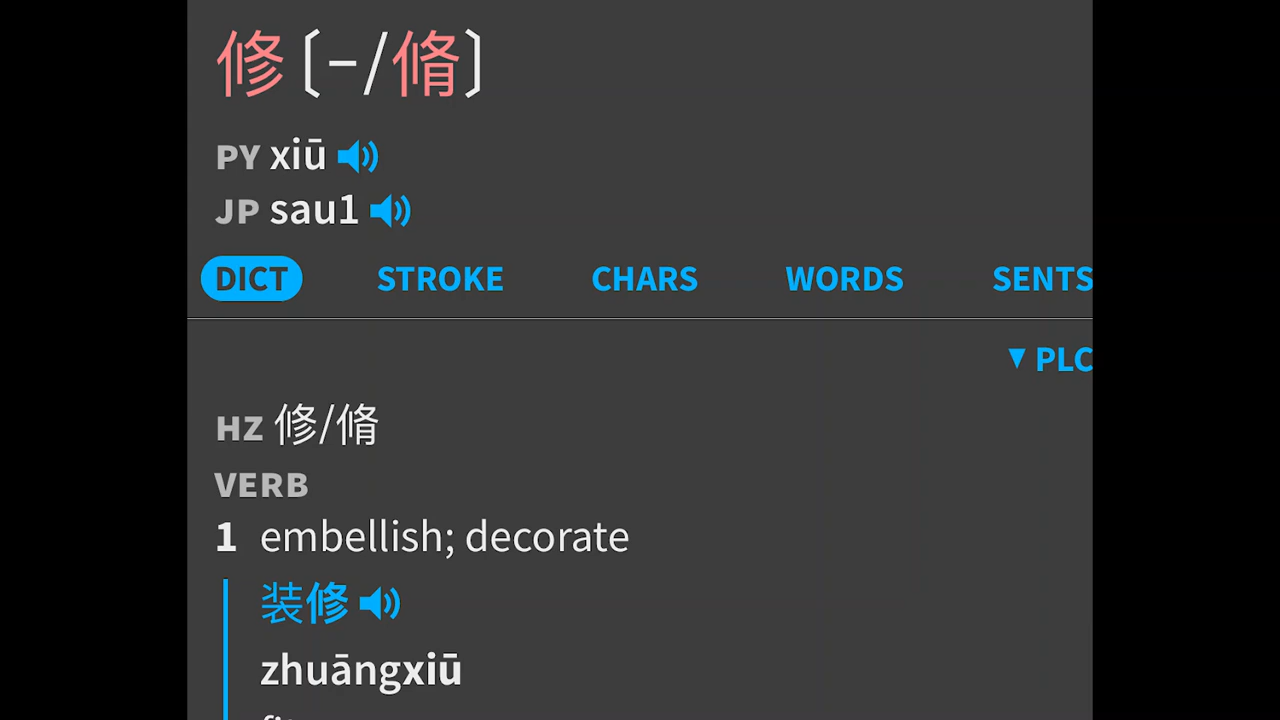 修〔-/脩〕
PY xiū
JP sau1
DICT STROKE CHARS WORDS SENTS
▼ PLC
HZ 修/脩
VERB
1 embellish; decorate
装修
zhuāngxiū